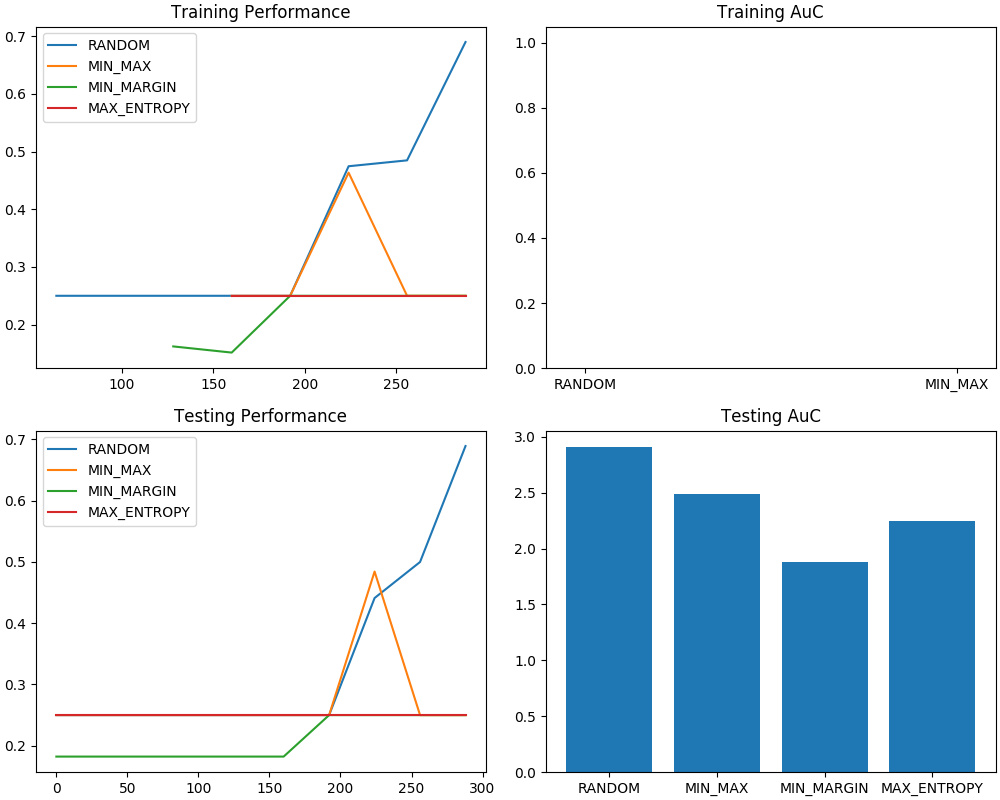 Training Performance
0.7
0.6
0.5
0.4
0.3
0.2
RANDOM
MIN_MAX
MIN_MARGIN
MAX_ENTROPY
100 150 200 250
Training AuC
1.0
0.8
0.6
0.4
0.2
0.0
RANDOM MIN_MAX
Testing Performance
0.7
0.6
0.5
0.4
0.3
0.2
RANDOM
MIN_MAX
MIN_MARGIN
MAX_ENTROPY
0 50 100 150 200 250 300
Testing AuC
3.0
2.5
2.0
1.5
1.0
0.5
0.0
RANDOM MIN_MAX MIN_MARGIN MAX_ENTROPY